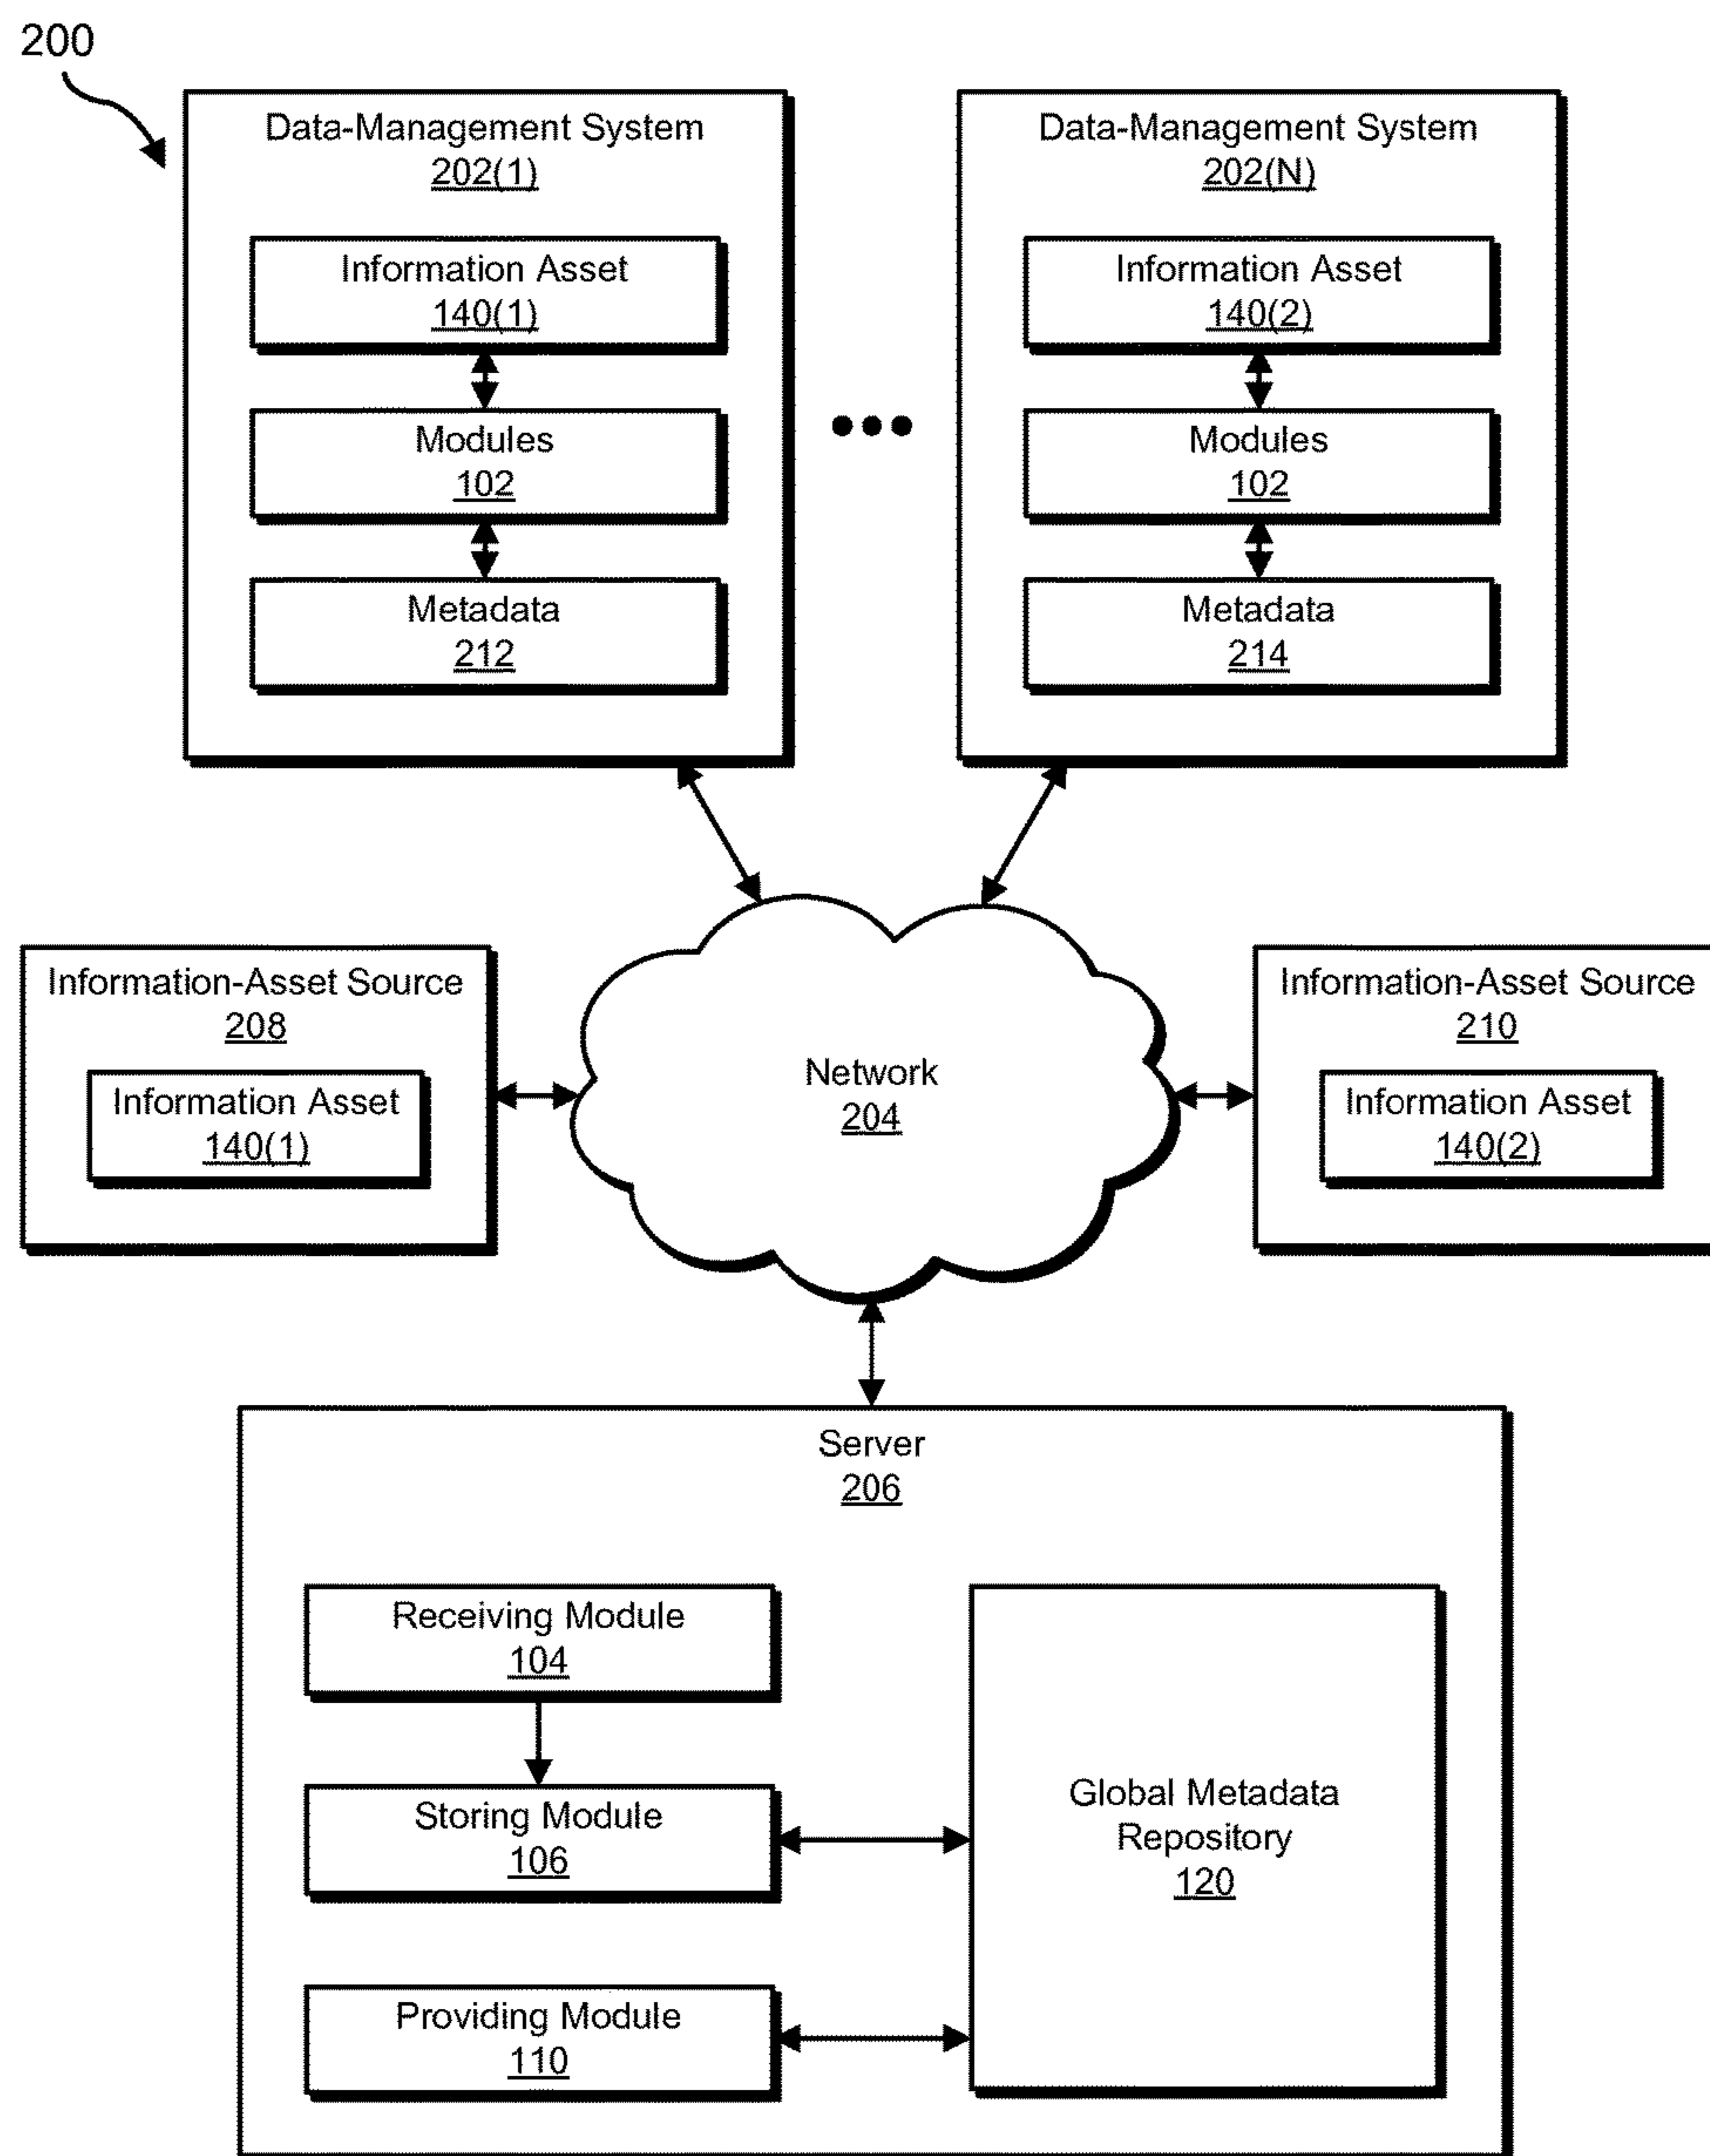 200
Data-Management System
202(1)
Information Asset
140(1)
Modules
102
Metadata
212
Data-Management System
202(N)
Information Asset
140(2)
Modules
102
Metadata
214
Information-Asset Source
208
Information Asset
140(1)
Network
204
Information-Asset Source
210
Information Asset
140(2)
Server
206
Receiving Module
104
Storing Module
106
Providing Module
110
Global Metadata
Repository
120